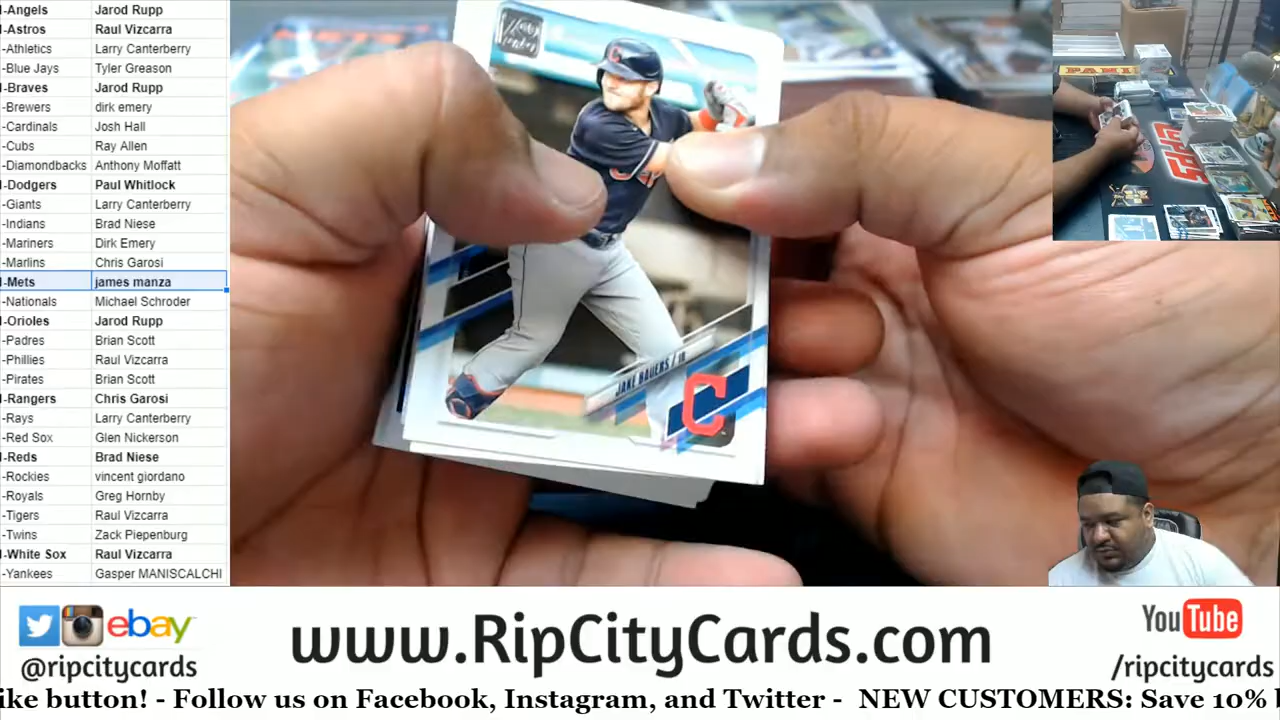 -Angels Jarod Rupp
-Astros Raul Vizcarra
-Athletics Larry Canterberry
-Blue Jays Tyler Greason
-Braves Jarod Rupp
-Brewers dirk emery
-Cardinals Josh Hall
-Cubs Ray Allen
-Diamondbacks Anthony Moffatt
-Dodgers Paul Whitlock
-Giants Larry Canterberry
-Indians Brad Niese
-Mariners Dirk Emery
-Marlins Chris Garosi
-Mets james manza
-Nationals Michael Schroder
-Orioles Jarod Rupp
-Padres Brian Scott
-Phillies Raul Vizcarra
-Pirates Brian Scott
-Rangers Chris Garosi
-Rays Larry Canterberry
-Red Sox Glen Nickerson
-Reds Brad Niese
-Rockies vincent giordano
-Royals Greg Hornby
-Tigers Raul Vizcarra
-Twins Zack Piepenburg
-White Sox Raul Vizcarra
-Yankees Gasper MANISCALCHI
JAKE BAUERS / 1B
C
PANINI
ebay
@ripcitycards
www.RipCityCards.com
YouTube
/ripcitycards
ike button! - Follow us on Facebook, Instagram, and Twitter - NEW CUSTOMERS: Save 10%